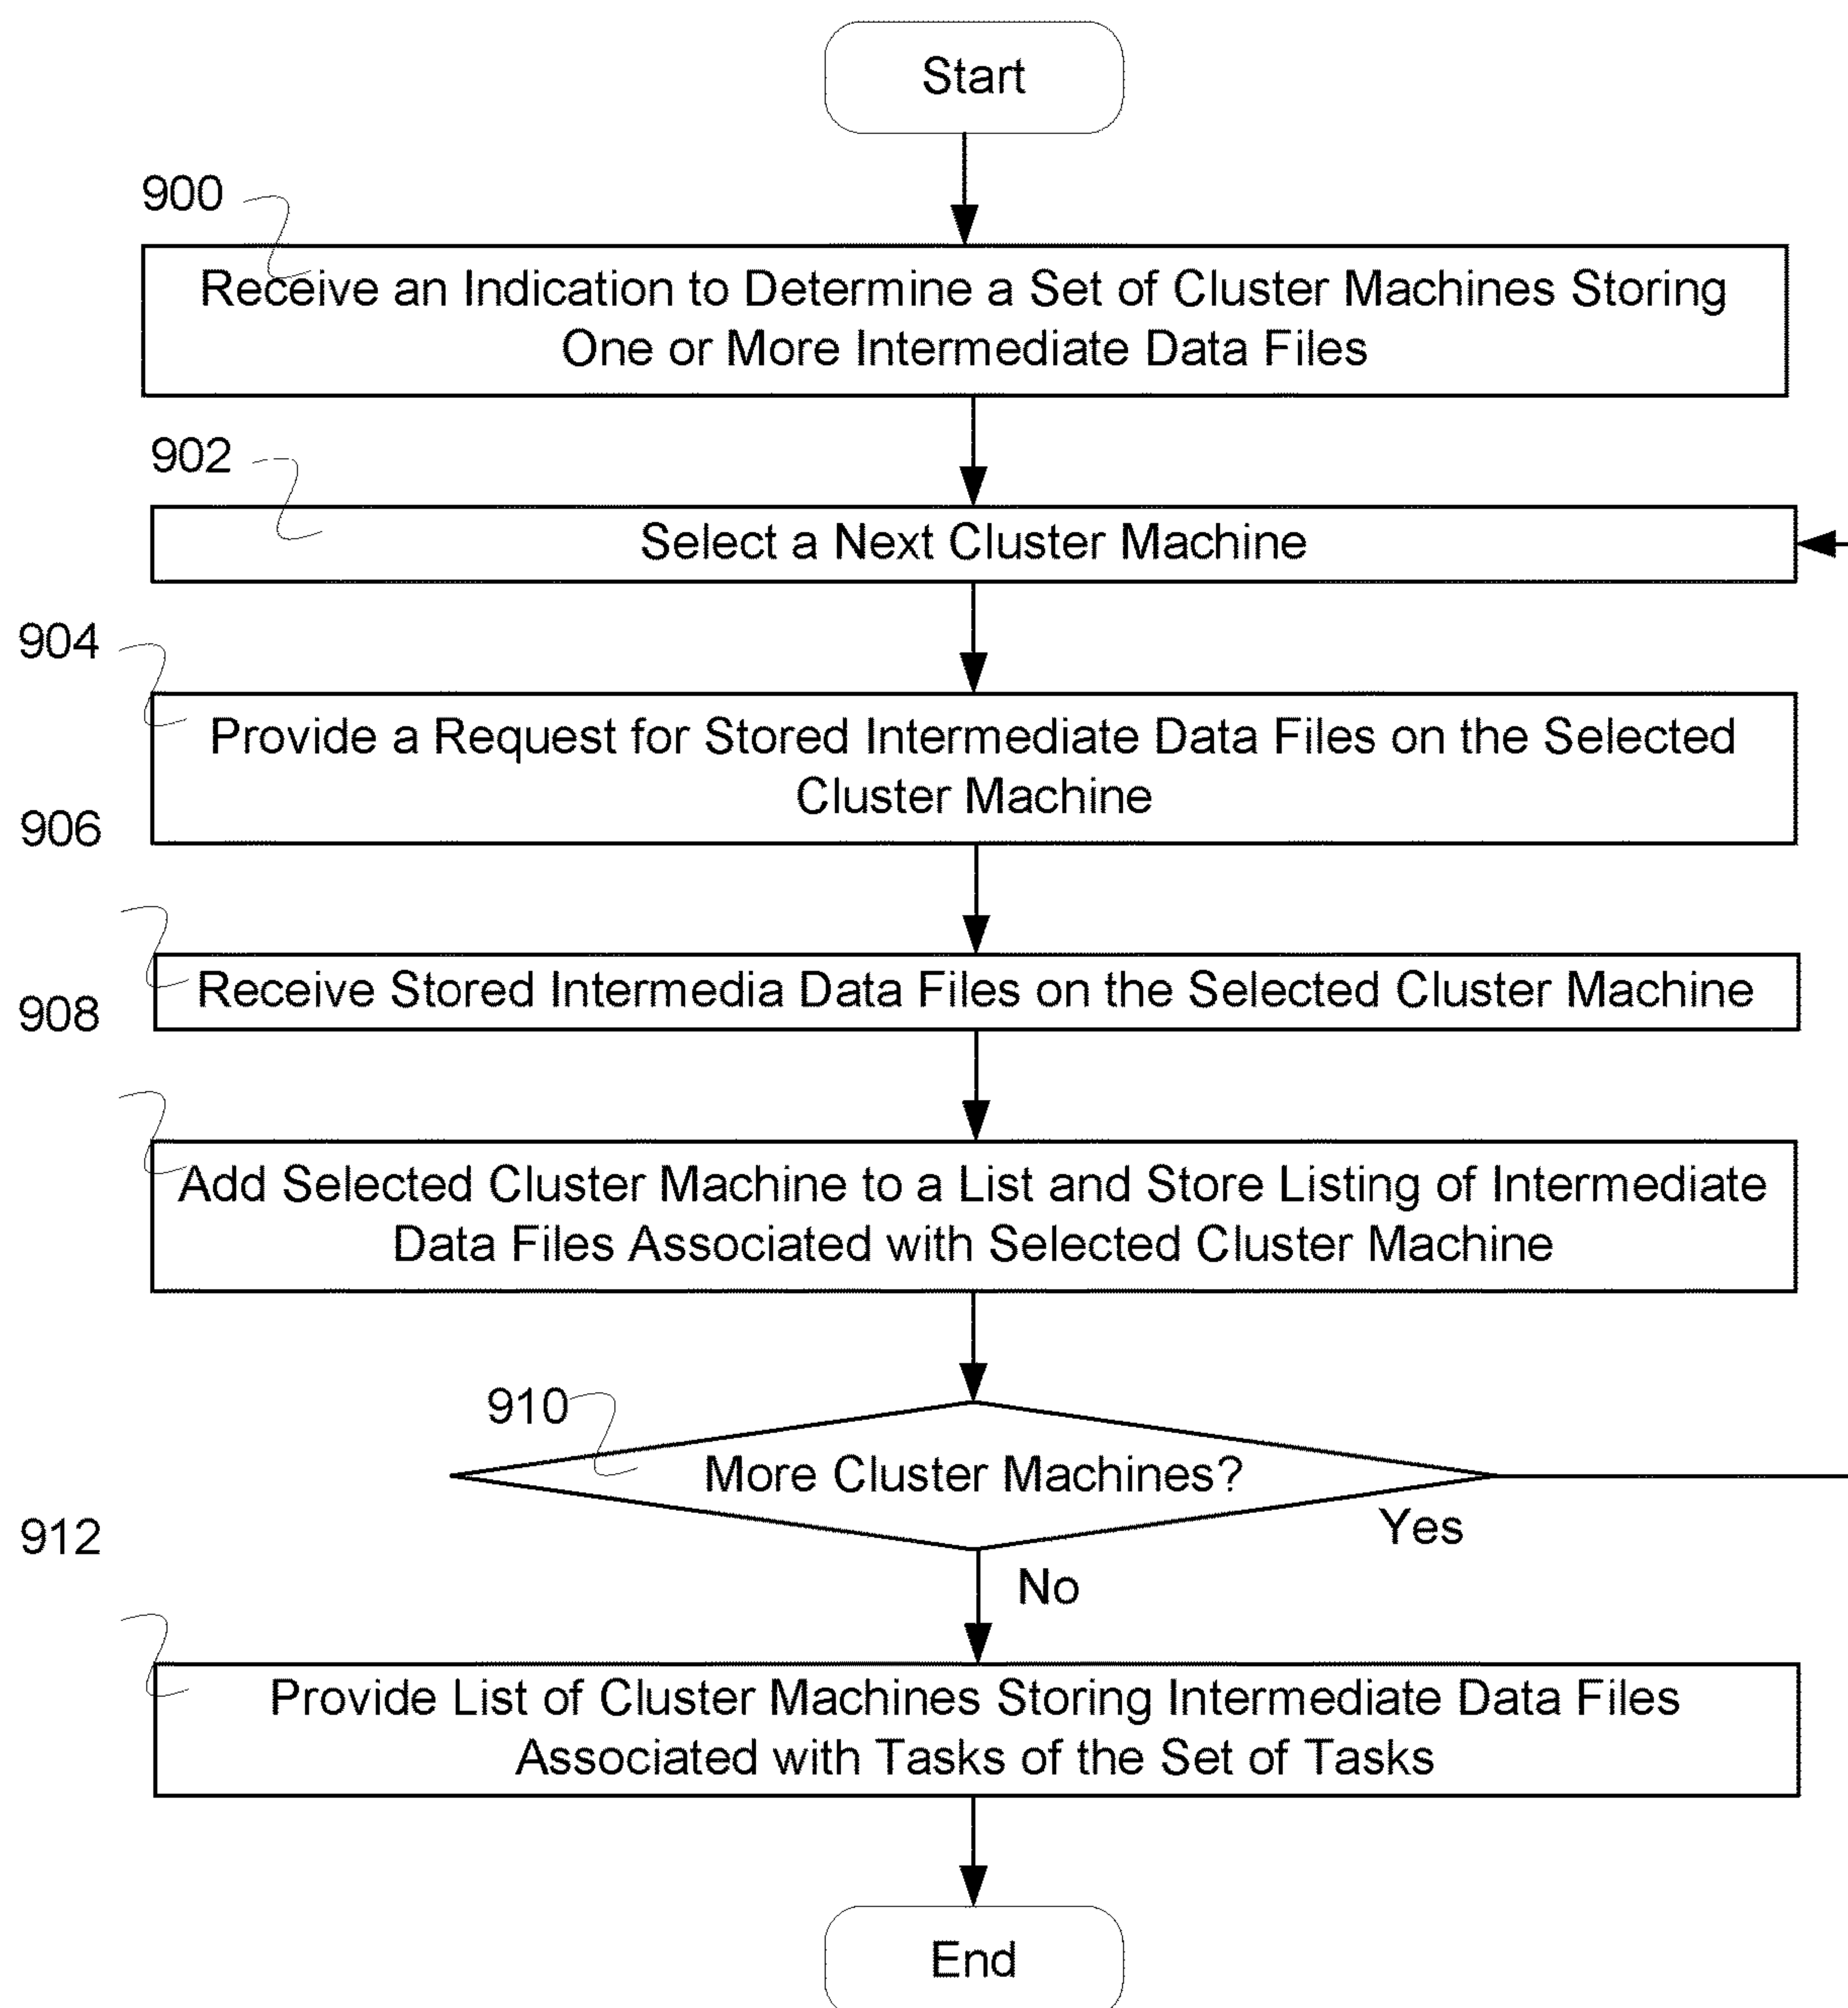 Start
900
Receive an Indication to Determine a Set of Cluster Machines Storing
One or More Intermediate Data Files
902
Select a Next Cluster Machine
904
Provide a Request for Stored Intermediate Data Files on the Selected
Cluster Machine
906
Receive Stored Intermedia Data Files on the Selected Cluster Machine
908
Add Selected Cluster Machine to a List and Store Listing of Intermediate
Data Files Associated with Selected Cluster Machine
910
More Cluster Machines?
Yes
No
912
Provide List of Cluster Machines Storing Intermediate Data Files
Associated with Tasks of the Set of Tasks
End